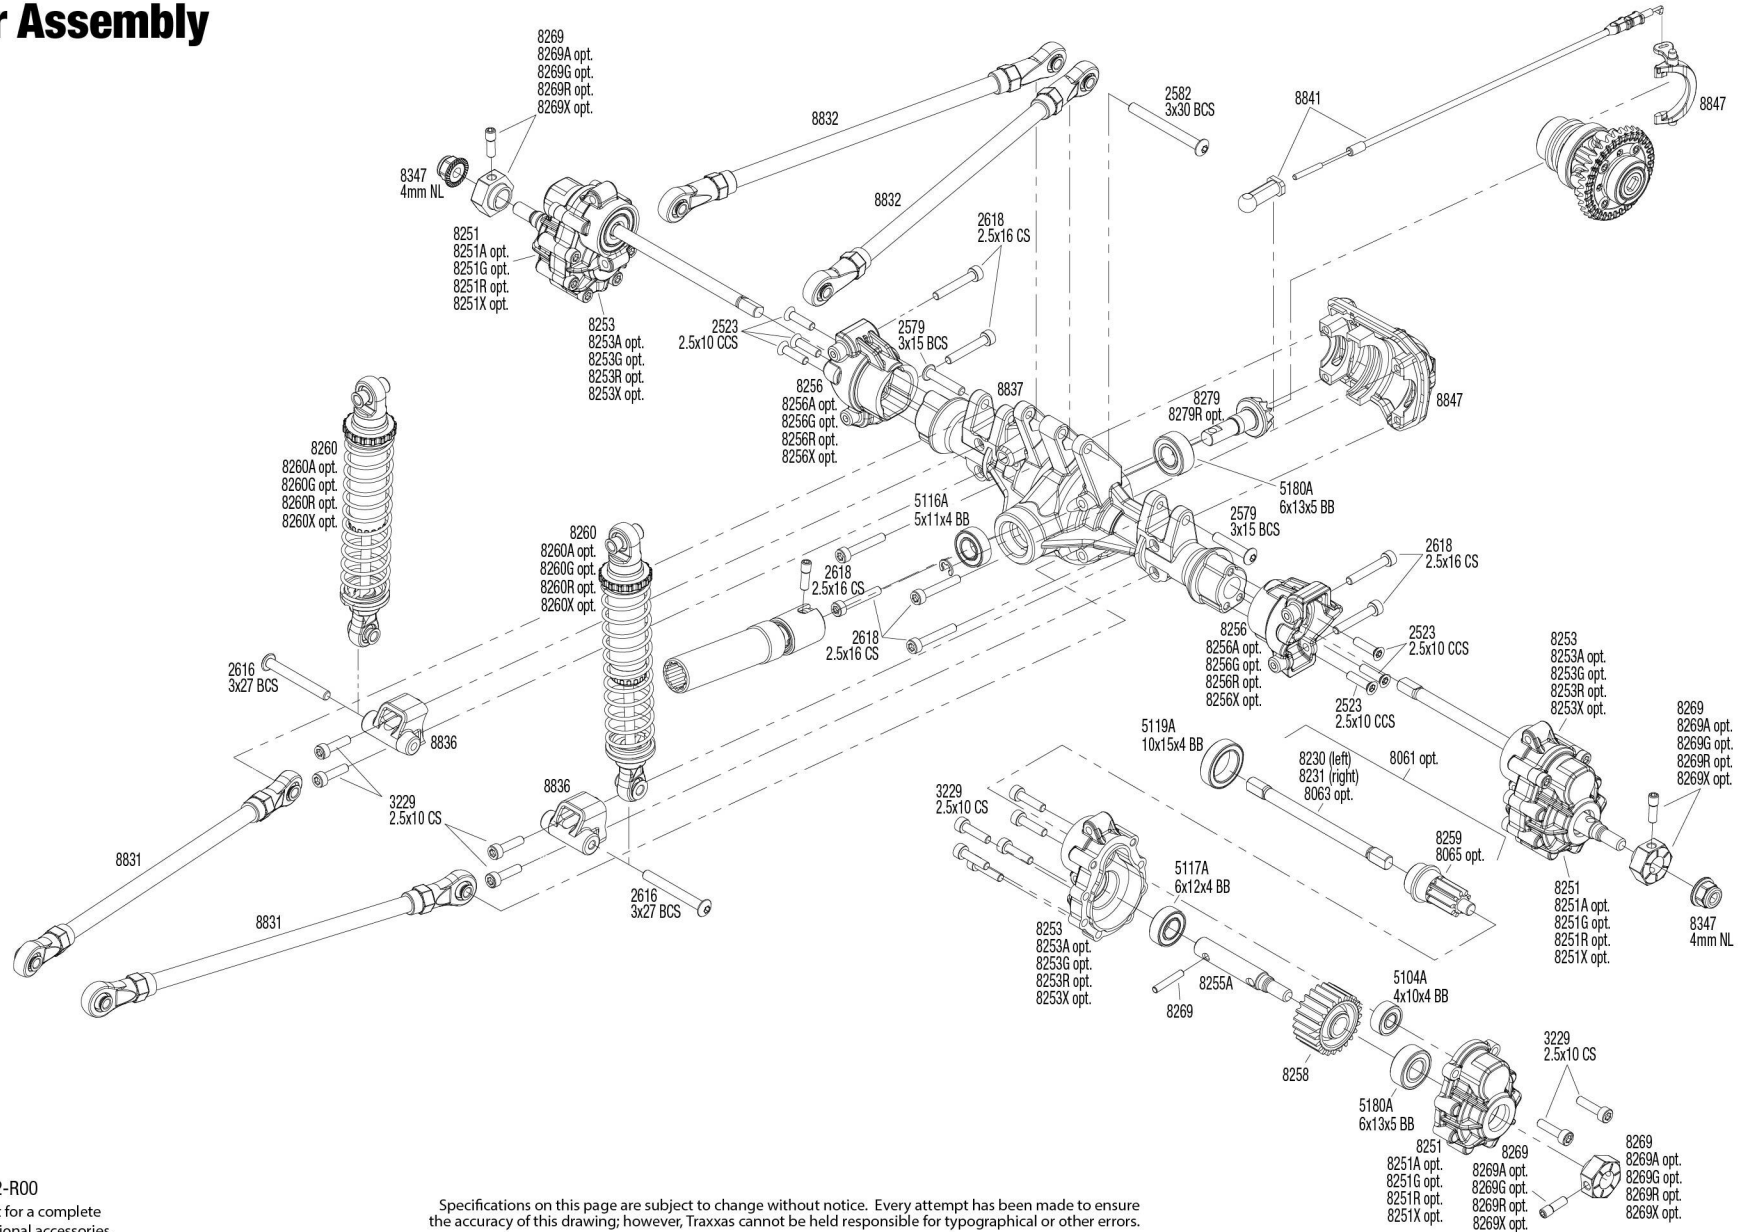 r Assembly
8269
8269A opt.
8269G opt.
8269R opt.
8269X opt.
8347
4mm NL
8251
8251A opt.
8251G opt.
8251R opt.
8251X opt.
8253
8253A opt.
8253G opt.
8253R opt.
8253X opt.
8832
8832
2582
3x30 BCS
8841
8847
2618
2.5x16 CS
2523
2.5x10 CCS
2579
3x15 BCS
8256
8256A opt.
8256G opt.
8256R opt.
8256X opt.
8837
8279
8279R opt.
8847
8260
8260A opt.
8260G opt.
8260R opt.
8260X opt.
8260
8260A opt.
8260G opt.
8260R opt.
8260X opt.
5116A
5x11x4 BB
5180A
6x13x5 BB
2579
3x15 BCS
2618
2.5x16 CS
2618
2.5x16 CS
2618
2.5x16 CS
8256
8256A opt.
8256G opt.
8256R opt.
8256X opt.
2523
2.5x10 CCS
2523
2.5x10 CCS
8253
8253A opt.
8253G opt.
8253R opt.
8253X opt.
8269
8269A opt.
8269G opt.
8269R opt.
8269X opt.
2616
3x27 BCS
8836
3229
2.5x10 CS
8836
2616
3x27 BCS
8831
8831
5119A
10x15x4 BB
8230 (left)
8231 (right)
8063 opt.
8061 opt.
8259
8065 opt.
3229
2.5x10 CS
5117A
6x12x4 BB
8253
8253A opt.
8253G opt.
8253R opt.
8253X opt.
8255A
8269
8251
8251A opt.
8251G opt.
8251R opt.
8251X opt.
8347
4mm NL
5104A
4x10x4 BB
8258
5180A
6x13x5 BB
3229
2.5x10 CS
8251
8251A opt.
8251G opt.
8251R opt.
8251X opt.
8269
8269A opt.
8269G opt.
8269R opt.
8269X opt.
8269
8269A opt.
8269G opt.
8269R opt.
8269X opt.
2-R00
for a complete
ional accessories
Specifications on this page are subject to change without notice. Every attempt has been made to ensure
the accuracy of this drawing; however, Traxxas cannot be held responsible for typographical or other errors.